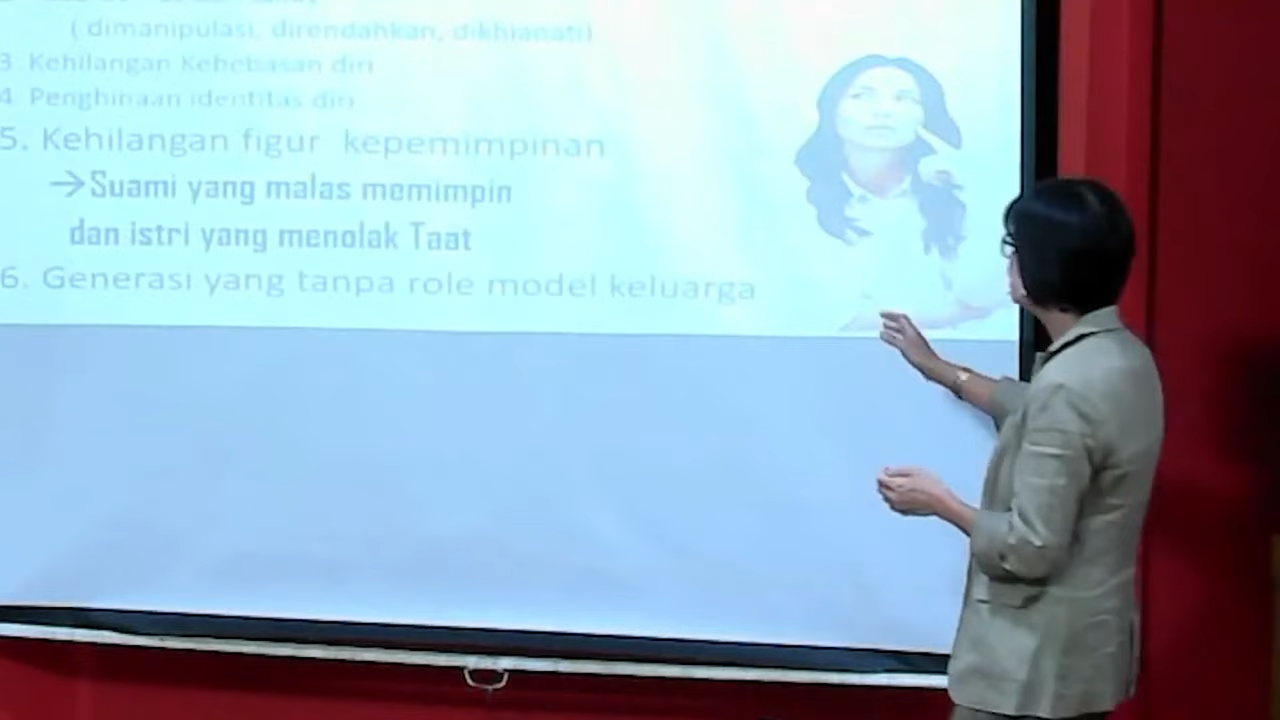 ( dimanipulasi, direndahkan, dikhianati)
3. Kehilangan Kebebasan diri
4. Penghinaan identitas diri
5. Kehilangan figur kepemimpinan
→Suami yang malas memimpin
dan istri yang menolak Taat
6. Generasi yang tanpa role model keluarga